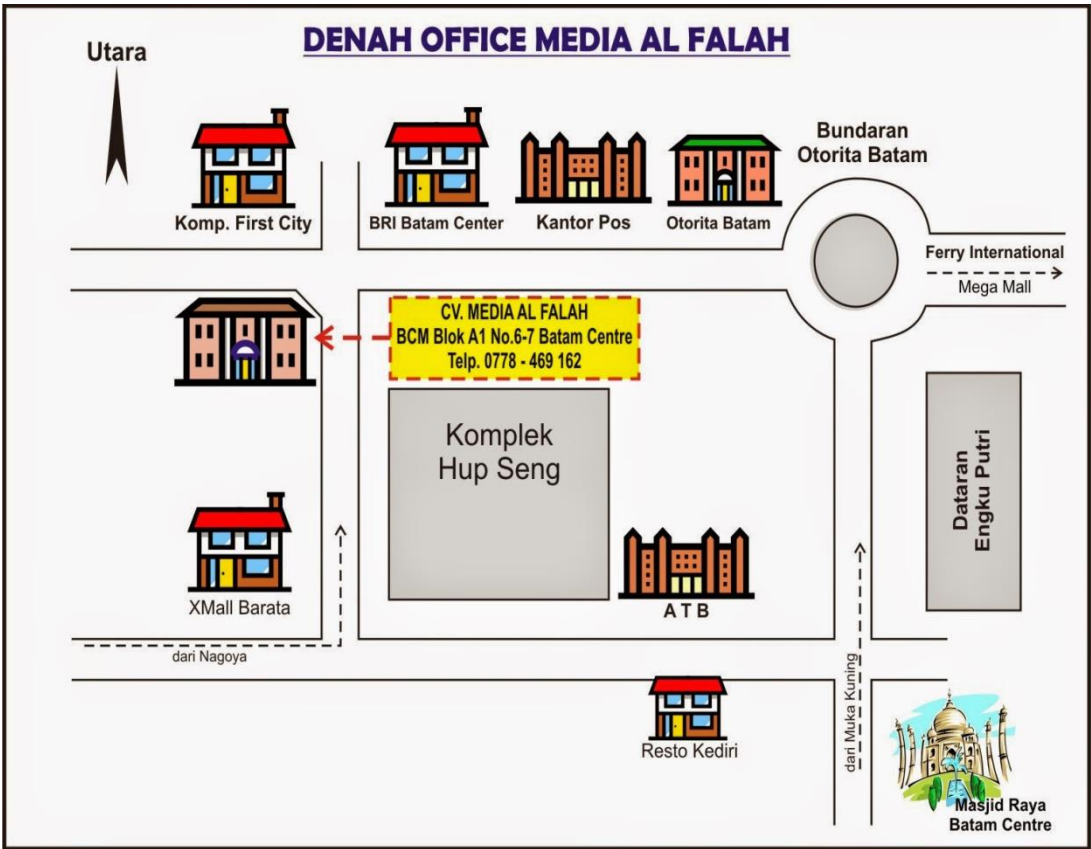 DENAH OFFICE MEDIA AL FALAH
Utara
Bundaran
Otorita Batam
Komp. First City
BRI Batam Center
Kantor Pos
Otorita Batam
Ferry International
Mega Mall
CV. MEDIA AL FALAH
BCM Blok A1 No.6-7 Batam Centre
Telp. 0778 - 469 162
Komplek
Hup Seng
Dataran
Engku Putri
XMall Barata
A T B
dari Nagoya
dari Muka Kuning
Resto Kediri
Masjid Raya
Batam Centre